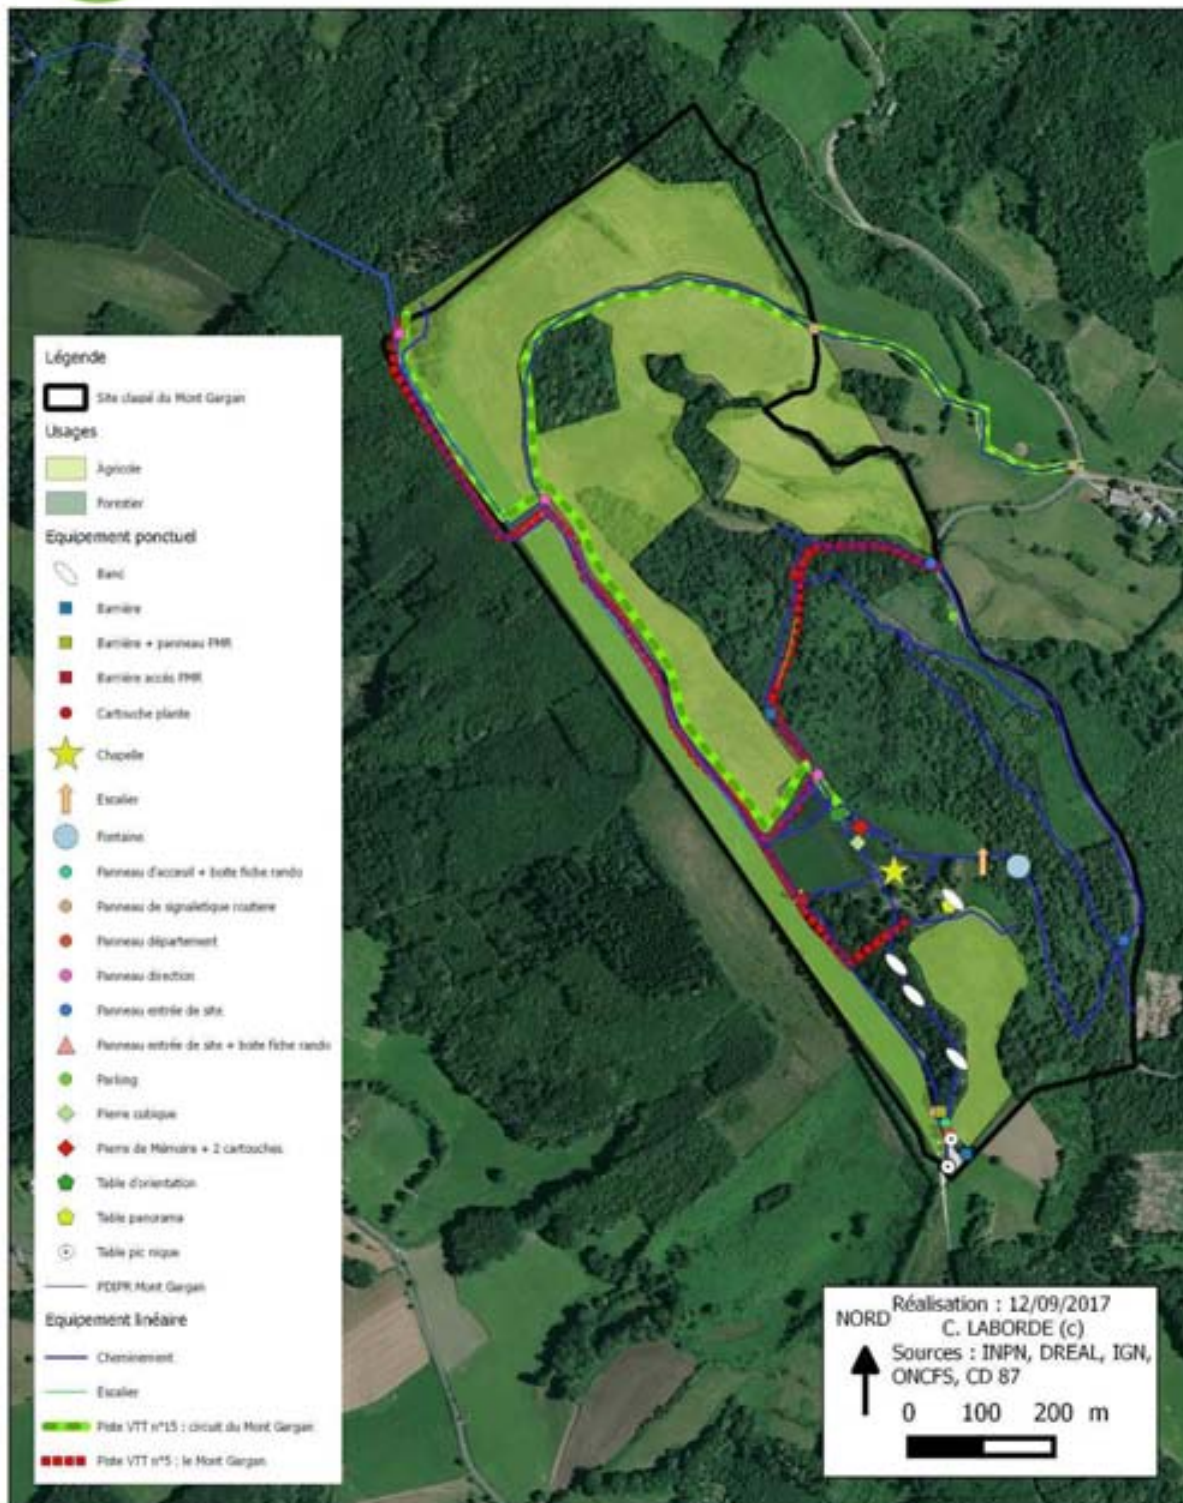 Légende
Site classé du Mont Gargan
Usages
Agricole
Forestier
Equipement ponctuel
Banc
Barrière
Barrière + panneau PMR
Barrière accès PMR
Cartouche plante
Chapelle
Escalier
Fontaine
Panneau d'acceuil + boite fiche rando
Panneau de signaletique routiere
Panneau département
Panneau direction
Panneau entrée de site
Panneau entrée de site + boite fiche rando
Parking
Pierre cubique
Pierre de Mémoire + 2 cartouches
Table d'orientation
Table panorama
Table pic nique
PDIPR Mont Gargan
Equipement linéaire
Cheminement
Escalier
Piste VTT n°15 : circuit du Mont Gargan
Piste VTT n°5 : le Mont Gargan
NORD
Réalisation : 12/09/2017
C. LABORDE (c)
Sources : INPN, DREAL, IGN,
ONCFS, CD 87
0 100 200 m